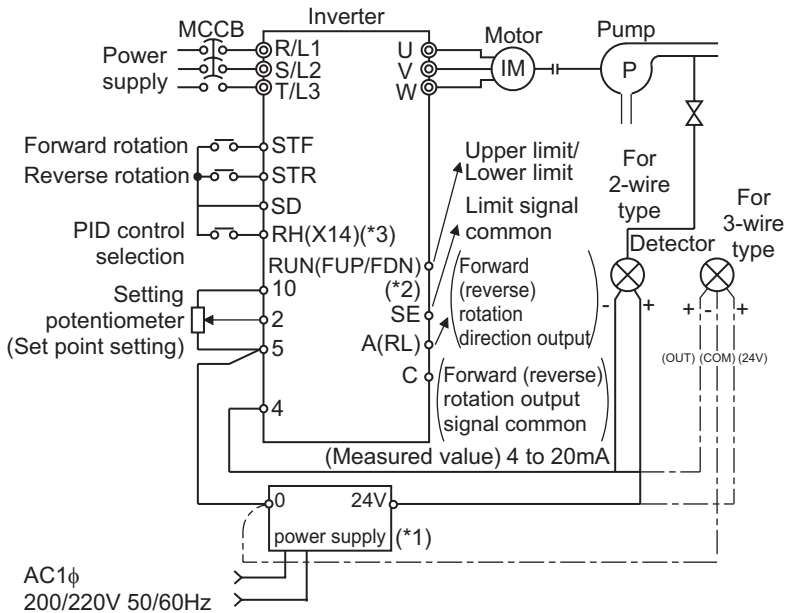 Inverter
MCCB
Power
supply
R/L1
S/L2
T/L3
U
V
W
Motor
IM
Pump
P
Forward rotation
Reverse rotation
PID control
selection
STF
STR
SD
RH(X14)(*3)
RUN(FUP/FDN)
(*2)
SE
A(RL)
C
Upper limit/
Lower limit
Limit signal
common
(Forward
(reverse)
rotation
direction output)
(Forward (reverse)
rotation output
signal common)
For
2-wire
type
Detector
For
3-wire
type
- +
+ - +
(OUT) (COM) (24V)
Setting
potentiometer
(Set point setting)
10
2
5
4
(Measured value) 4 to 20mA
0 24V
power supply (*1)
AC1ϕ
200/220V 50/60Hz